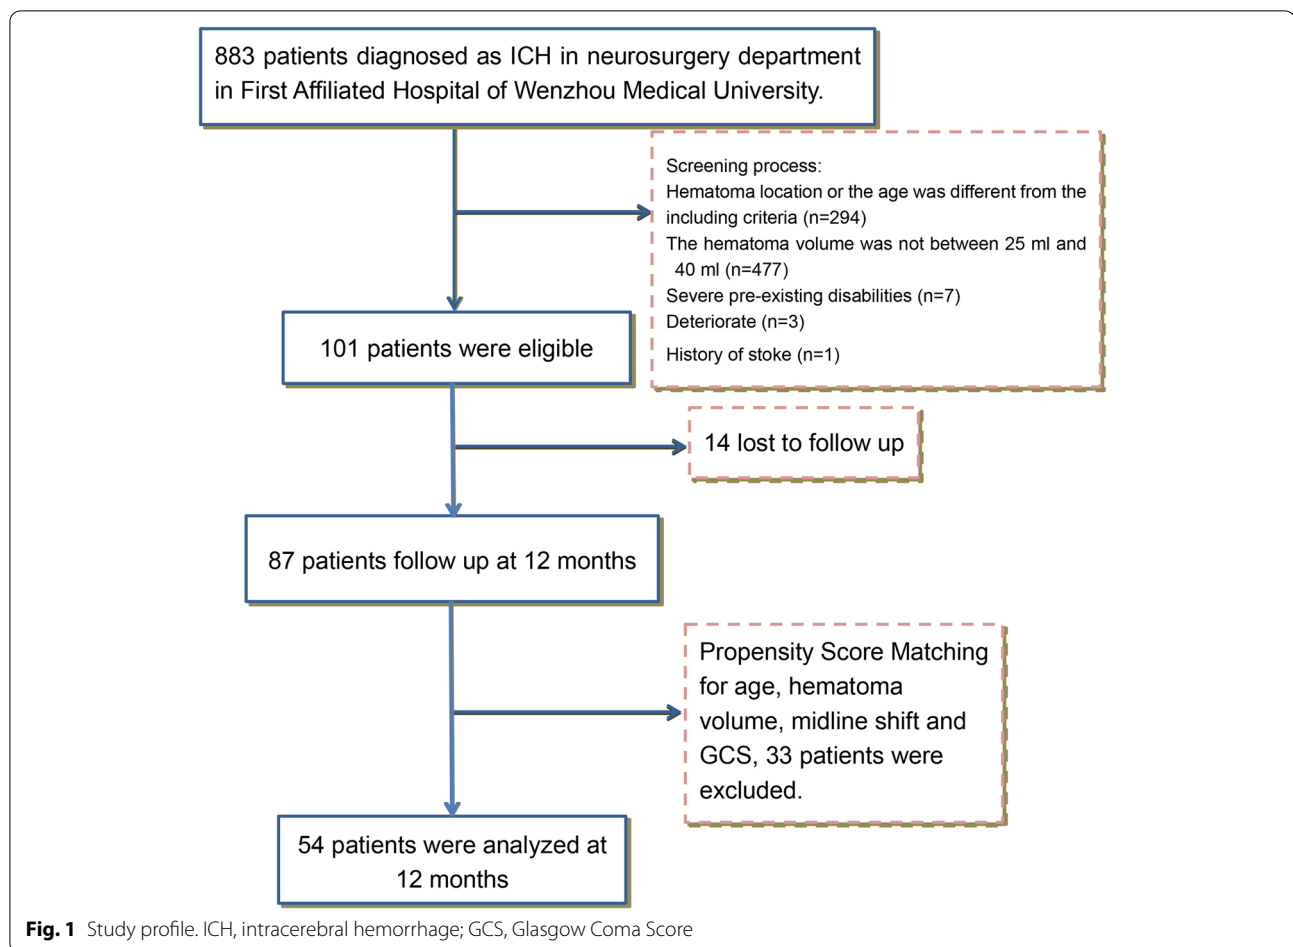 883 patients diagnosed as ICH in neurosurgery department
in First Affiliated Hospital of Wenzhou Medical University.
Screening process:
Hematoma location or the age was different from the
including criteria (n=294)
The hematoma volume was not between 25 ml and
40 ml (n=477)
Severe pre-existing disabilities (n=7)
Deteriorate (n=3)
History of stoke (n=1)
101 patients were eligible
14 lost to follow up
87 patients follow up at 12 months
Propensity Score Matching
for age, hematoma
volume, midline shift and
GCS, 33 patients were
excluded.
54 patients were analyzed at
12 months
Fig. 1 Study profile. ICH, intracerebral hemorrhage; GCS, Glasgow Coma Score